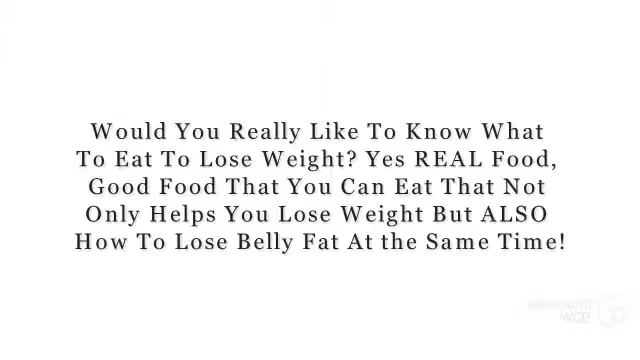 Would You Really Like To Know What
To Eat To Lose Weight? Yes REAL Food,
Good Food That You Can Eat That Not
Only Helps You Lose Weight But ALSO
How To Lose Belly Fat At the Same Time!